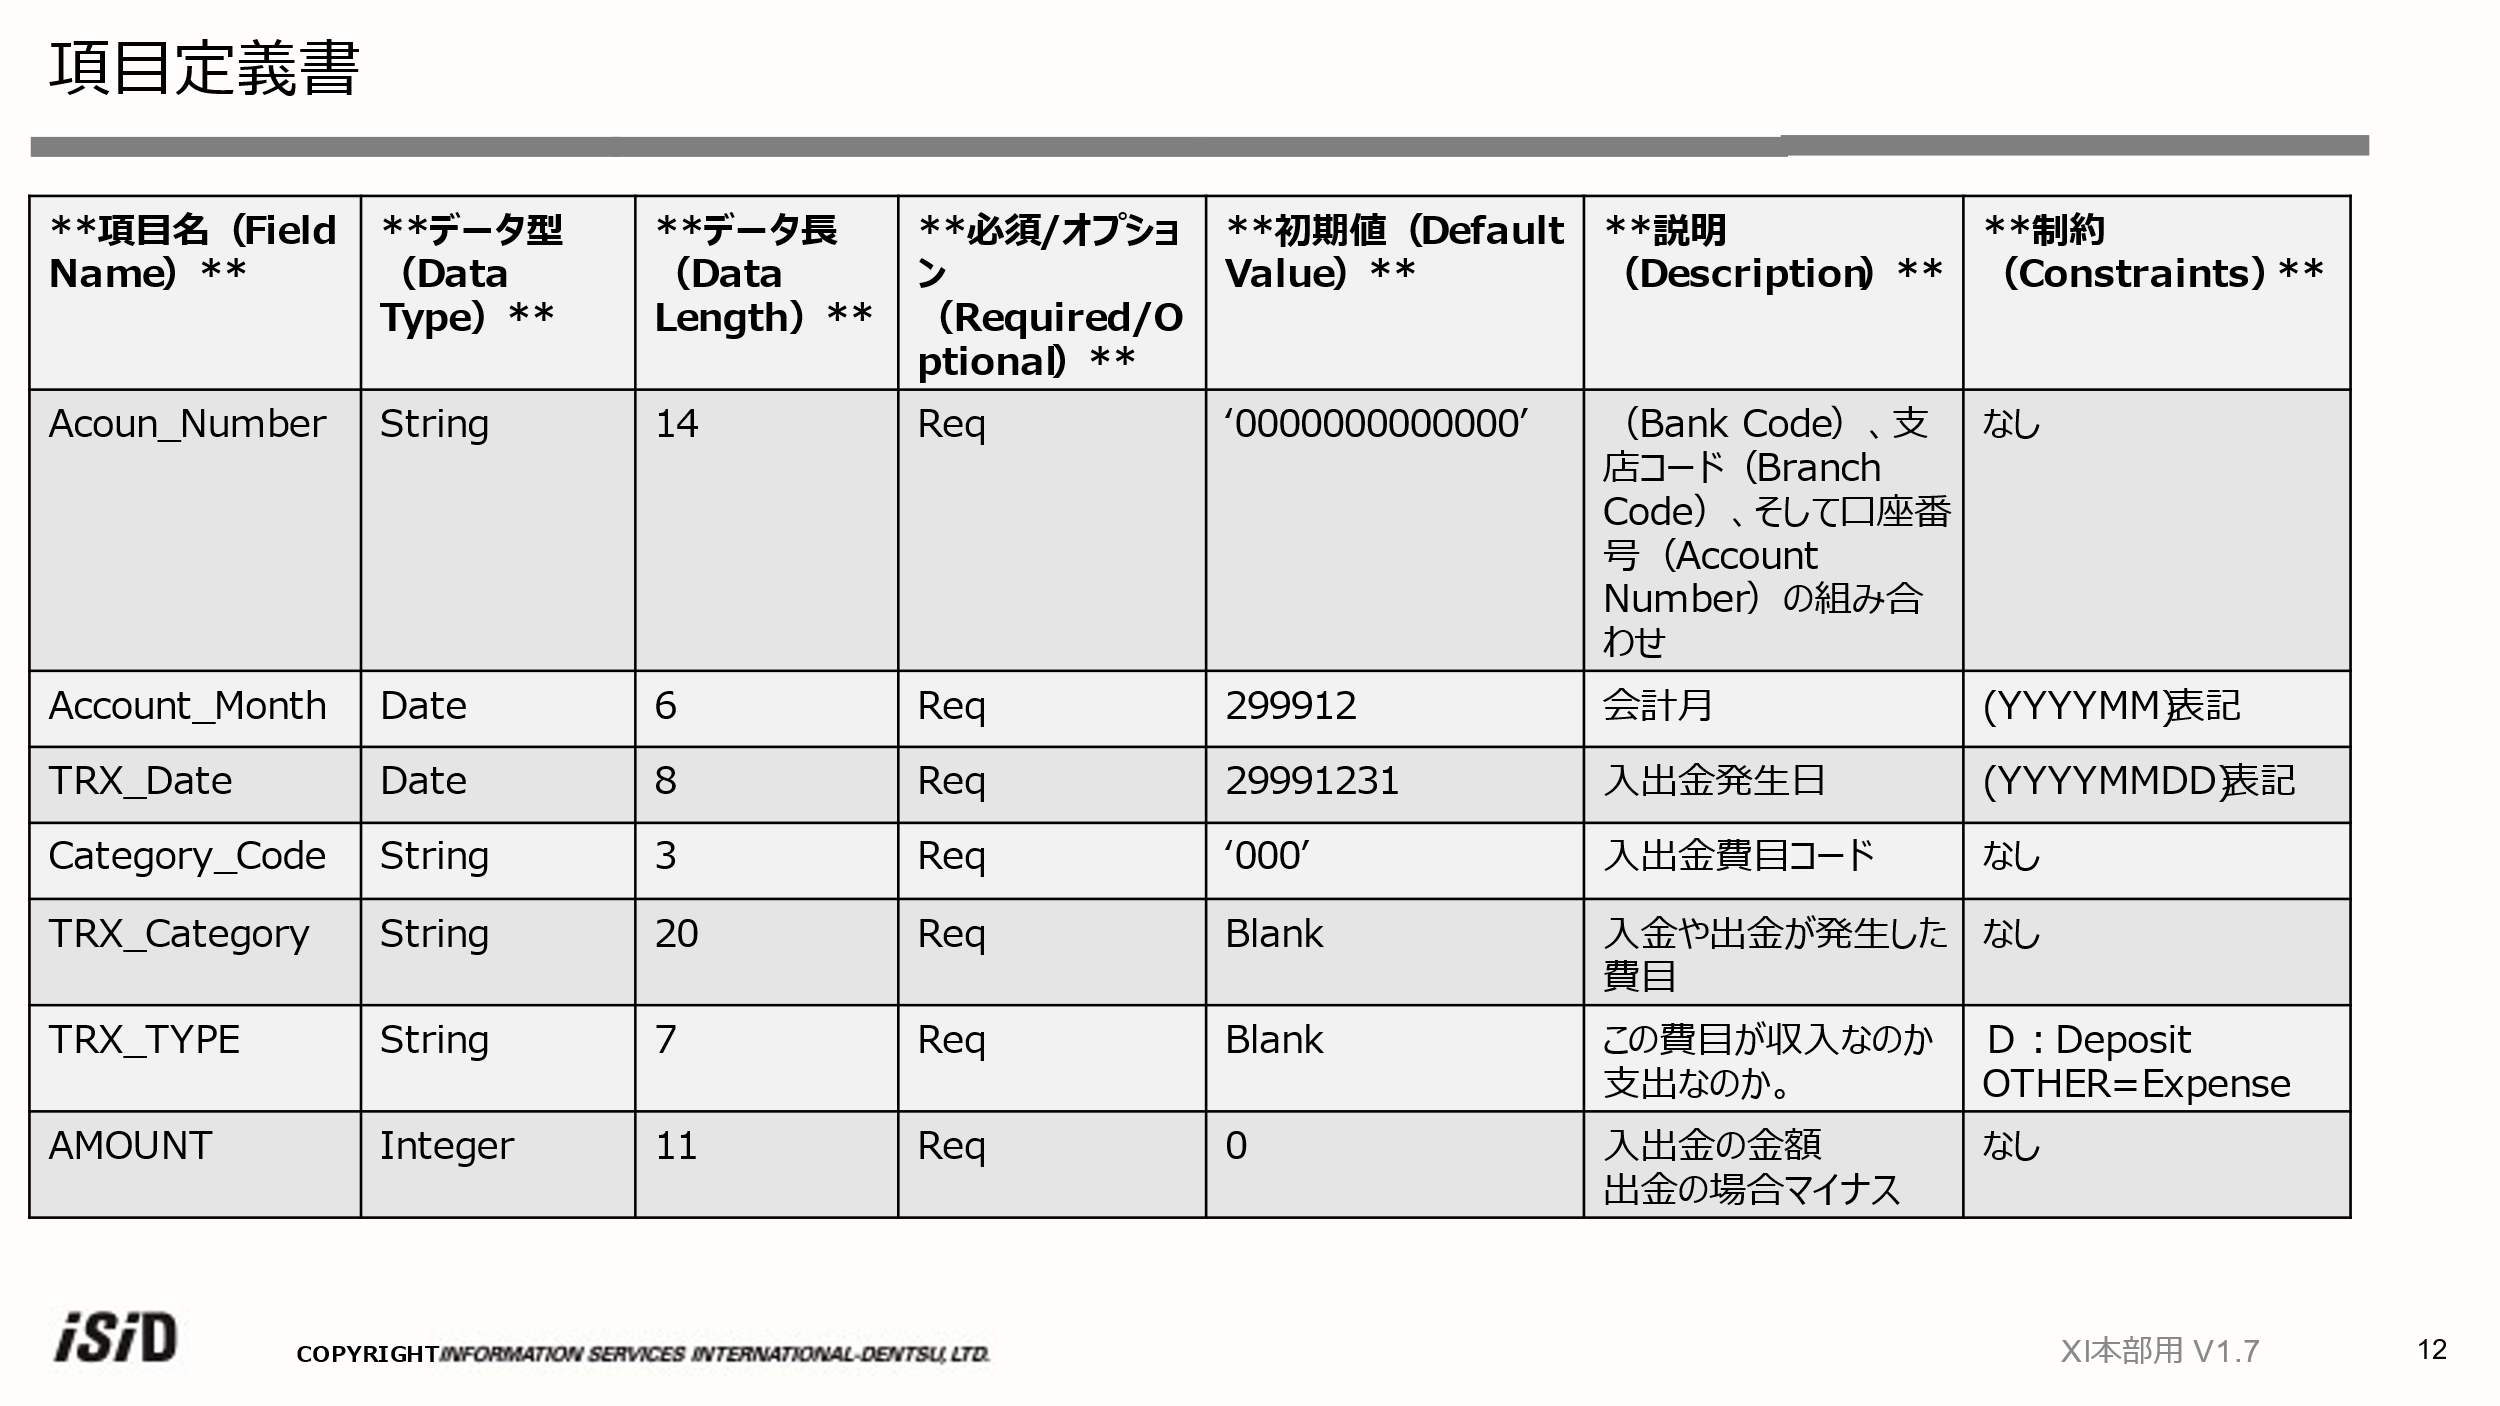 項目定義書
**項目名（Field
Name）**
**データ型
（Data
Type）**
**データ長
（Data
Length）**
**必須/オプショ
ン
（Required/O
ptional）**
**初期値（Default
Value）**
**説明
（Description）**
**制約
（Constraints）**
Acoun_Number
String
14
Req
‘0000000000000’
（Bank Code）、支
店コード（Branch
Code）、そして口座番
号（Account
Number）の組み合
わせ
なし
Account_Month
Date
6
Req
299912
会計月
(YYYYMM)表記
TRX_Date
Date
8
Req
29991231
入出金発生日
(YYYYMMDD)表記
Category_Code
String
3
Req
‘000’
入出金費目コード
なし
TRX_Category
String
20
Req
Blank
入金や出金が発生した
費目
なし
TRX_TYPE
String
7
Req
Blank
この費目が収入なのか
支出なのか。
Ｄ：Deposit
OTHER=Expense
AMOUNT
Integer
11
Req
0
入出金の金額
出金の場合マイナス
なし
iSiD
COPYRIGHT INFORMATION SERVICES INTERNATIONAL-DENTSU, LTD.
XI本部用 V1.7
12